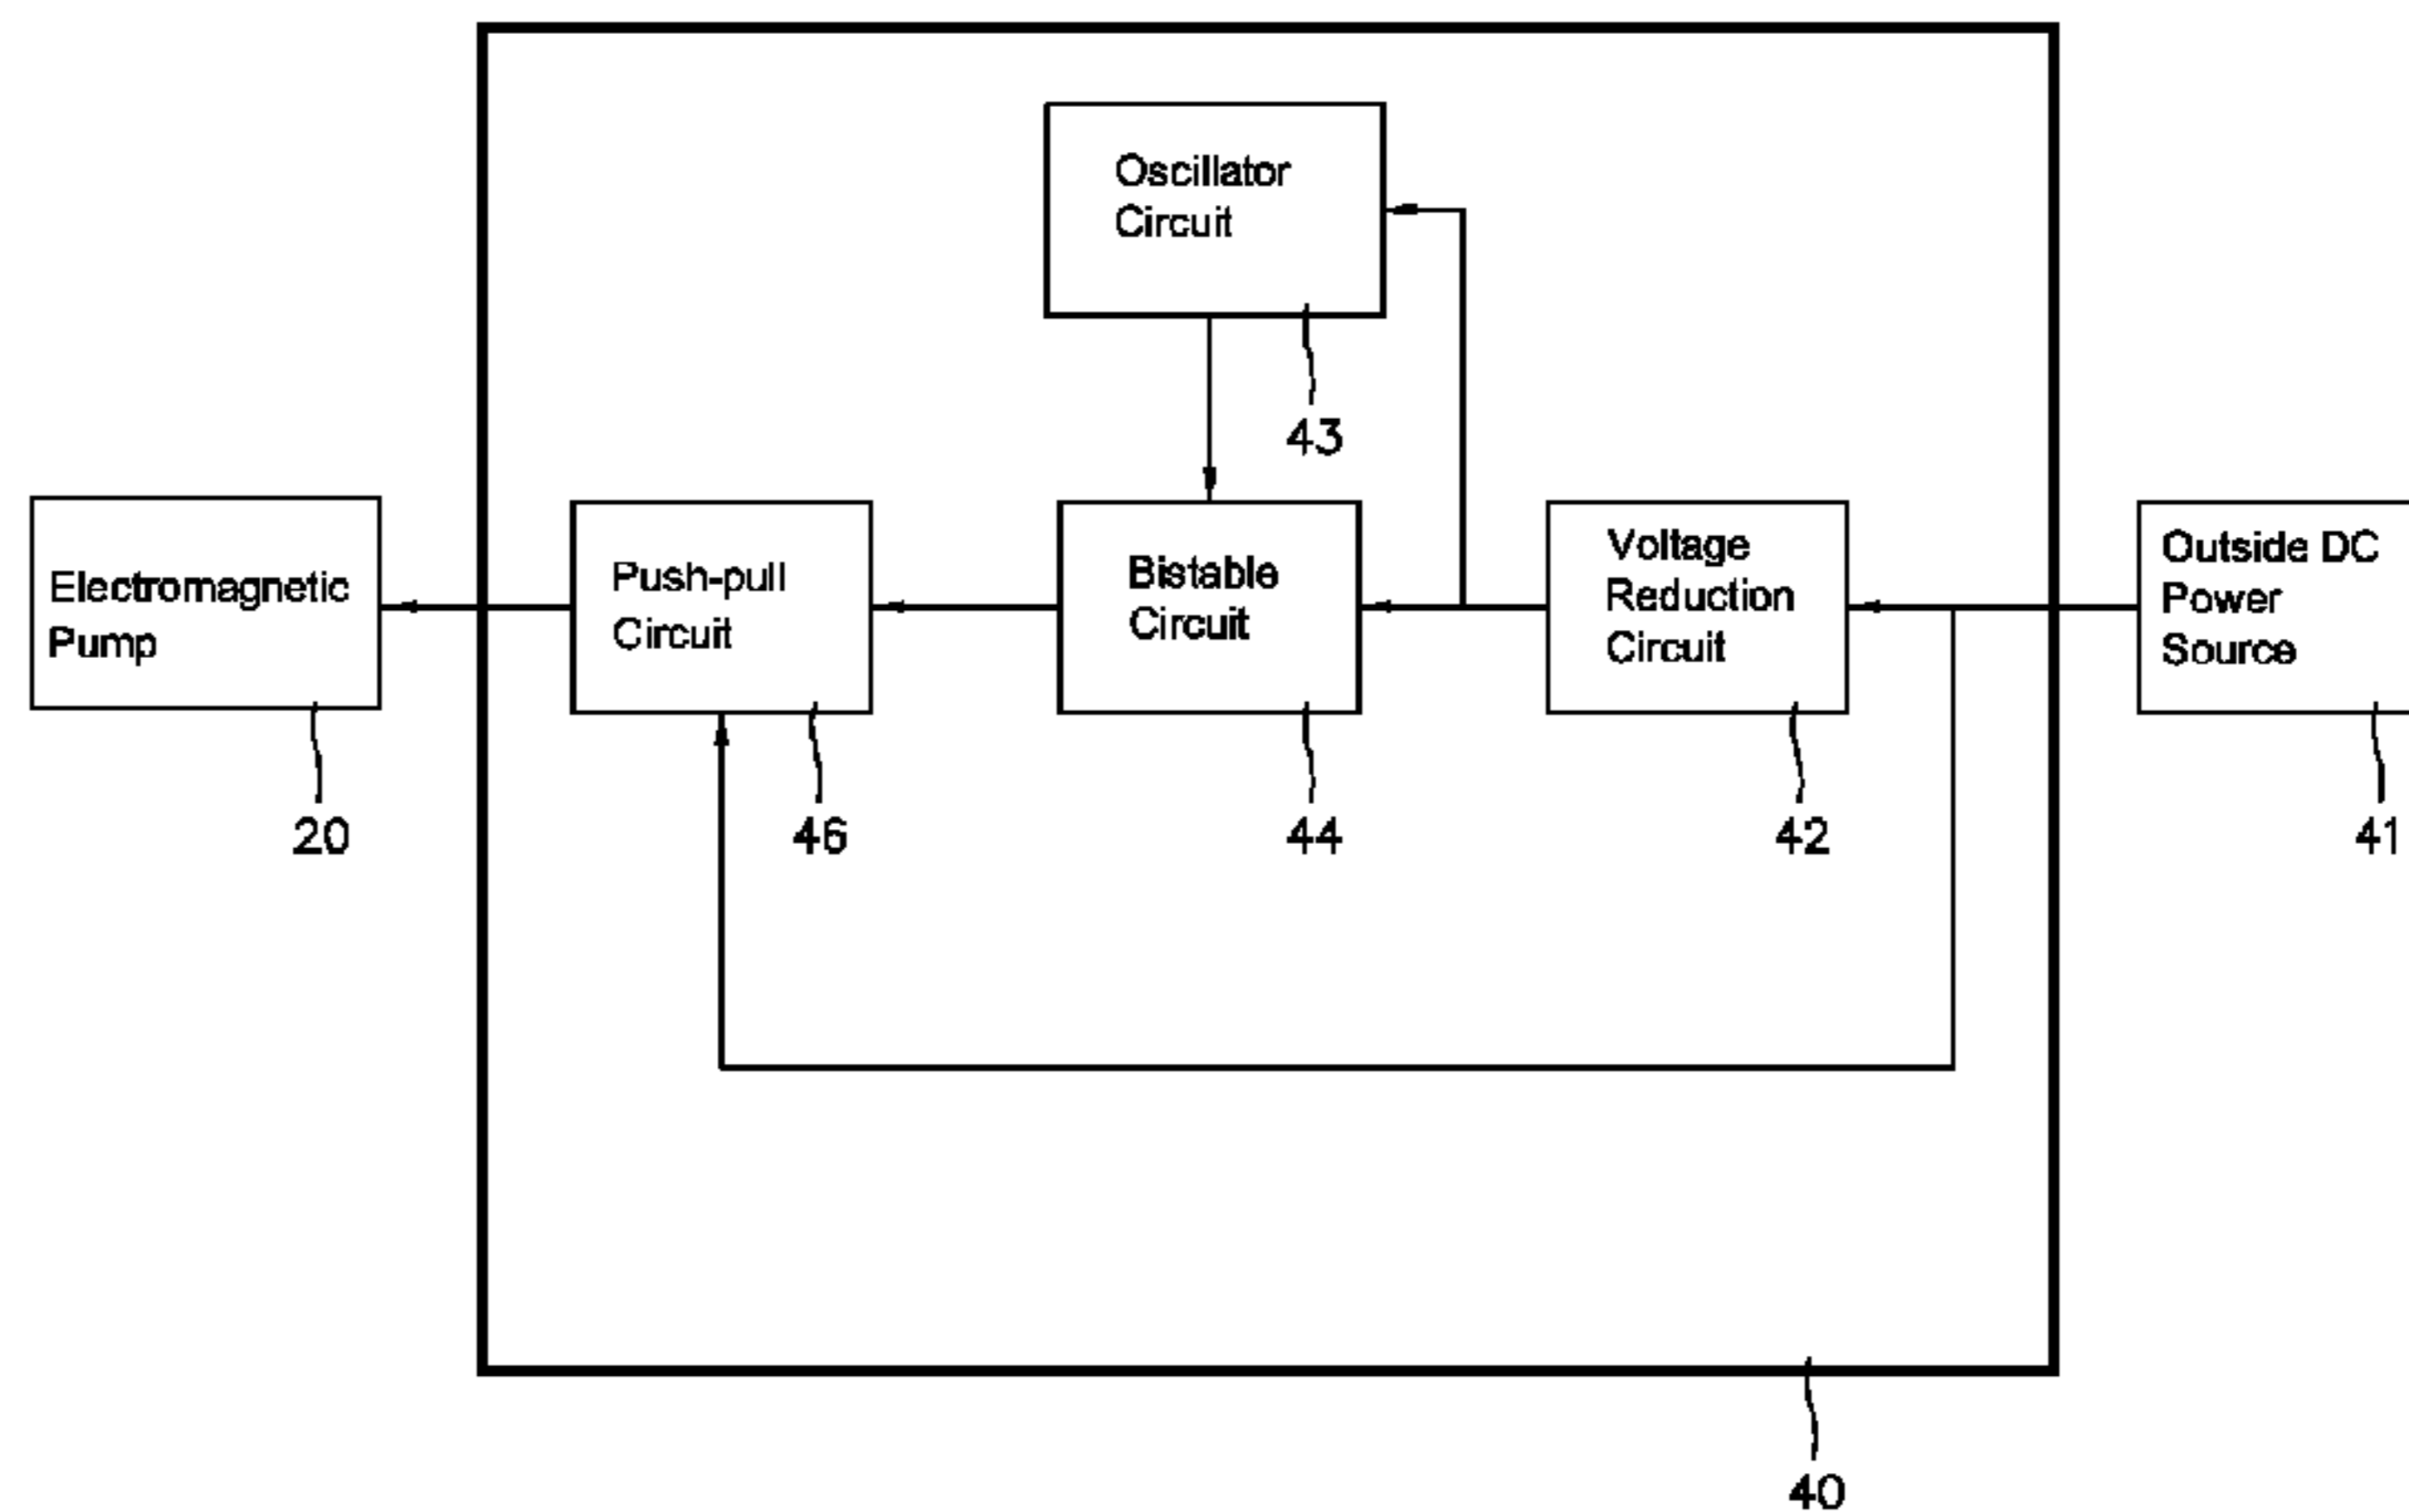 Oscillator
Circuit
43
Electromagnetic
Pump
20
Push-pull
Circuit
46
Bistable
Circuit
44
Voltage
Reduction
Circuit
42
Outside DC
Power
Source
41
40